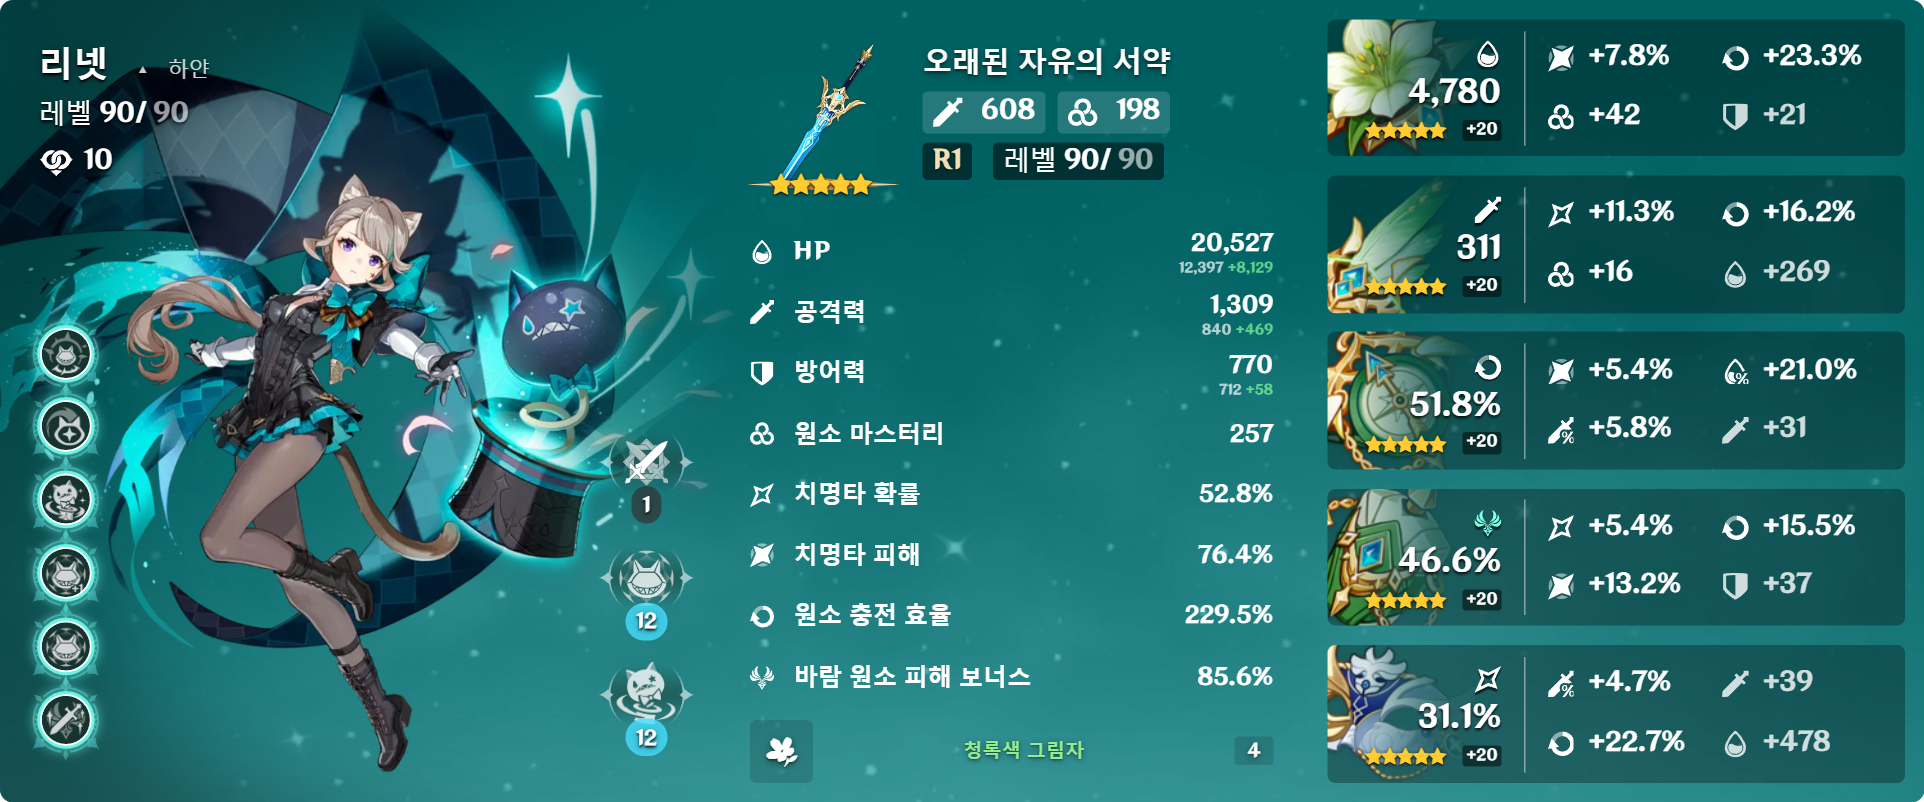 리넷 ▲ 하얀
레벨 90/ 90
10
1
12
12
오래된 자유의 서약
608 198
R1 레벨 90/ 90
HP 20,527
12,397 +8,129
공격력 1,309
840 +469
방어력 770
712 +58
원소 마스터리 257
치명타 확률 52.8%
치명타 피해 76.4%
원소 충전 효율 229.5%
바람 원소 피해 보너스 85.6%
청록색 그림자 4
4,780
+20
+7.8% +23.3%
+42 +21
311
+20
+11.3% +16.2%
+16 +269
51.8%
+20
+5.4% +21.0%
+5.8% +31
46.6%
+20
+5.4% +15.5%
+13.2% +37
31.1%
+20
+4.7% +39
+22.7% +478